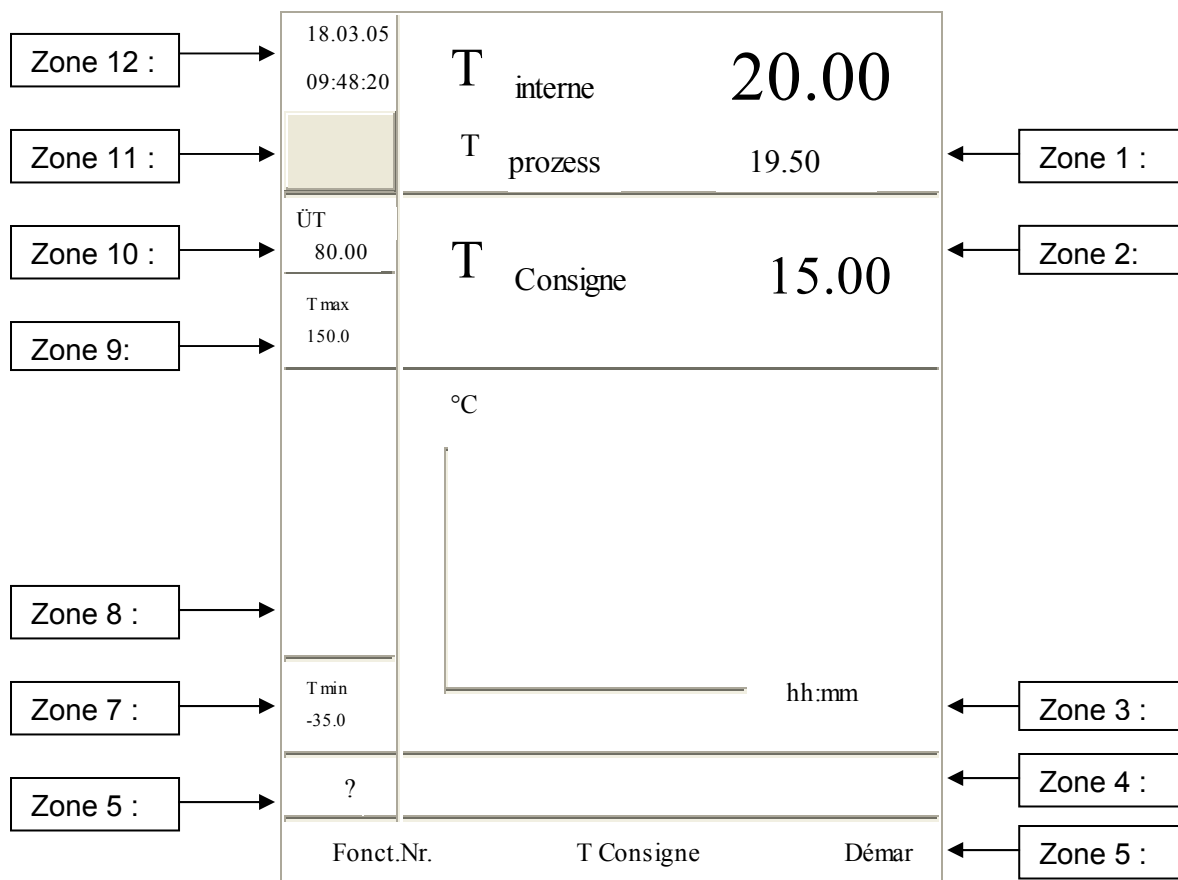 Zone 12 :
18.03.05
09:48:20
T interne 20.00
Zone 11 :
T prozess 19.50
Zone 1 :
Zone 10 :
ÜT
80.00
T Consigne 15.00
Zone 2:
Zone 9:
T max
150.0
°C
Zone 8 :
Zone 7 :
T min
-35.0
hh:mm
Zone 3 :
Zone 5 :
?
Zone 4 :
Fonct.Nr. T Consigne Démar
Zone 5 :